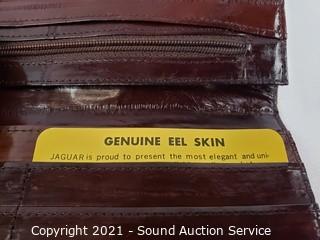 GENUINE EEL SKIN
JAGUAR is proud to present the most elegant and uni-
Copyright 2021 - Sound Auction Service